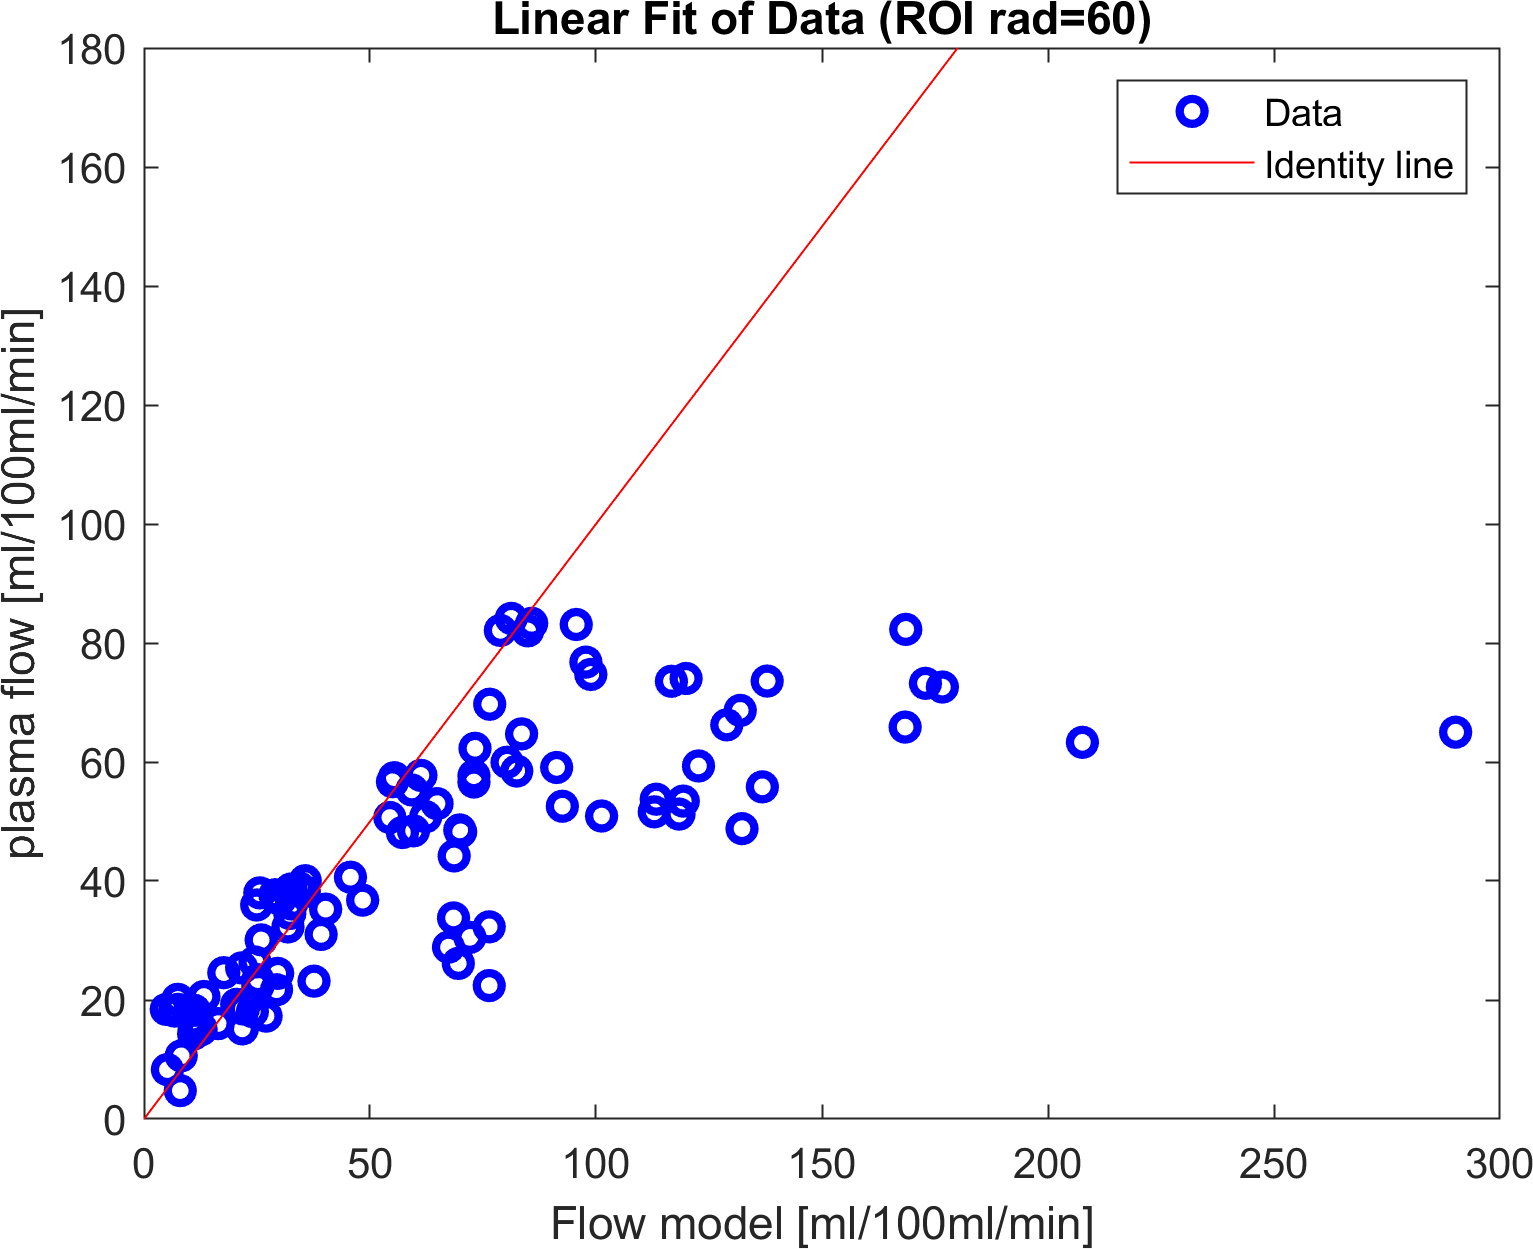 Linear Fit of Data (ROI rad=60)
180
160
140
120
100
80
60
40
20
0
plasma flow [ml/100ml/min]
Data
Identity line
0 50 100 150 200 250 300
Flow model [ml/100ml/min]